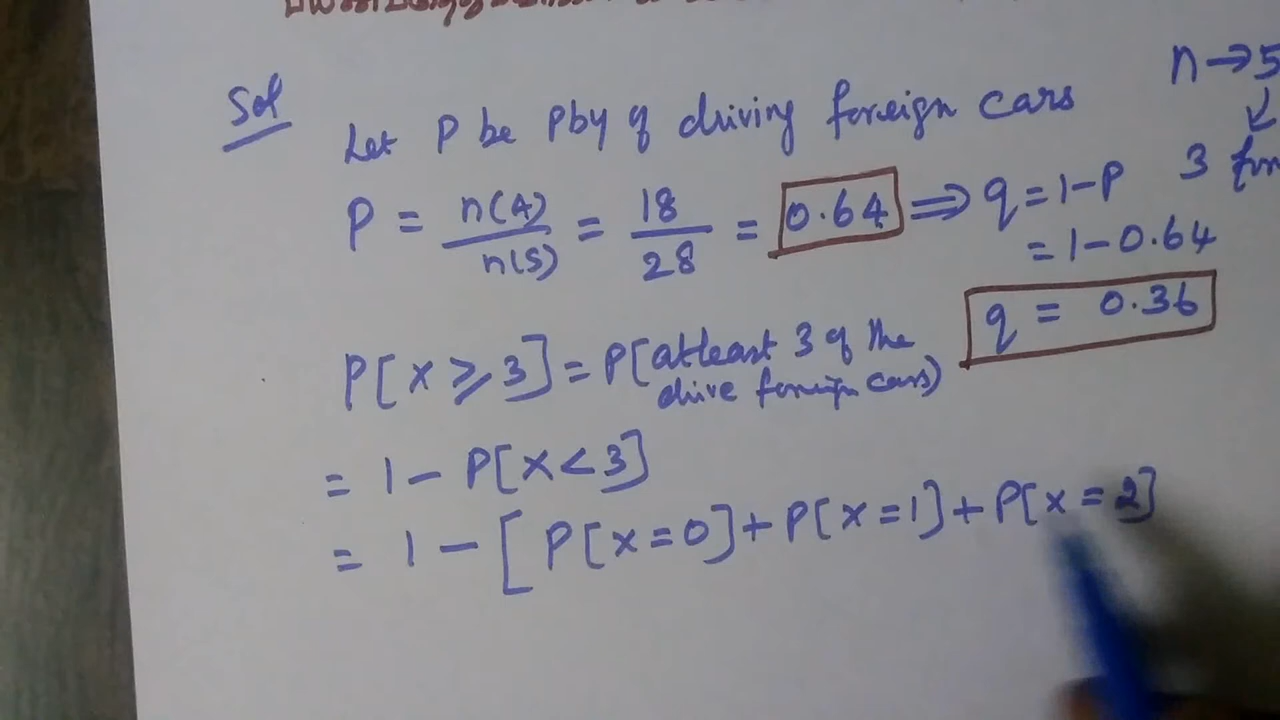 Sol
n → 5
Let P be Pby of driving foreign cars
P = n(A)/n(S) = 18/28 = 0.64 ⟹ q = 1-P 3
= 1-0.64
q = 0.36
P[x ≥ 3] = P[atleast 3 of the
drive foreign cars)
= 1 - P[x < 3]
= 1 - [P[x=0] + P[x=1] + P[x=2]